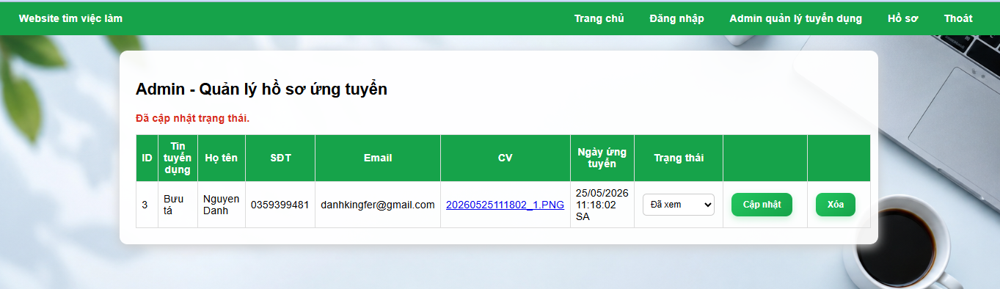 Website tìm việc làm
Trang chủ
Đăng nhập
Admin quản lý tuyển dụng
Hồ sơ
Thoát
Admin - Quản lý hồ sơ ứng tuyển
Đã cập nhật trạng thái.
ID
Tin
tuyển
dụng
Họ tên
SĐT
Email
CV
Ngày ứng
tuyển
Trạng thái
3
Bưu
tá
Nguyen
Danh
0359399481
danhkingfer@gmail.com
20260525111802_1.PNG
25/05/2026
11:18:02
SA
Đã xem
Cập nhật
Xóa